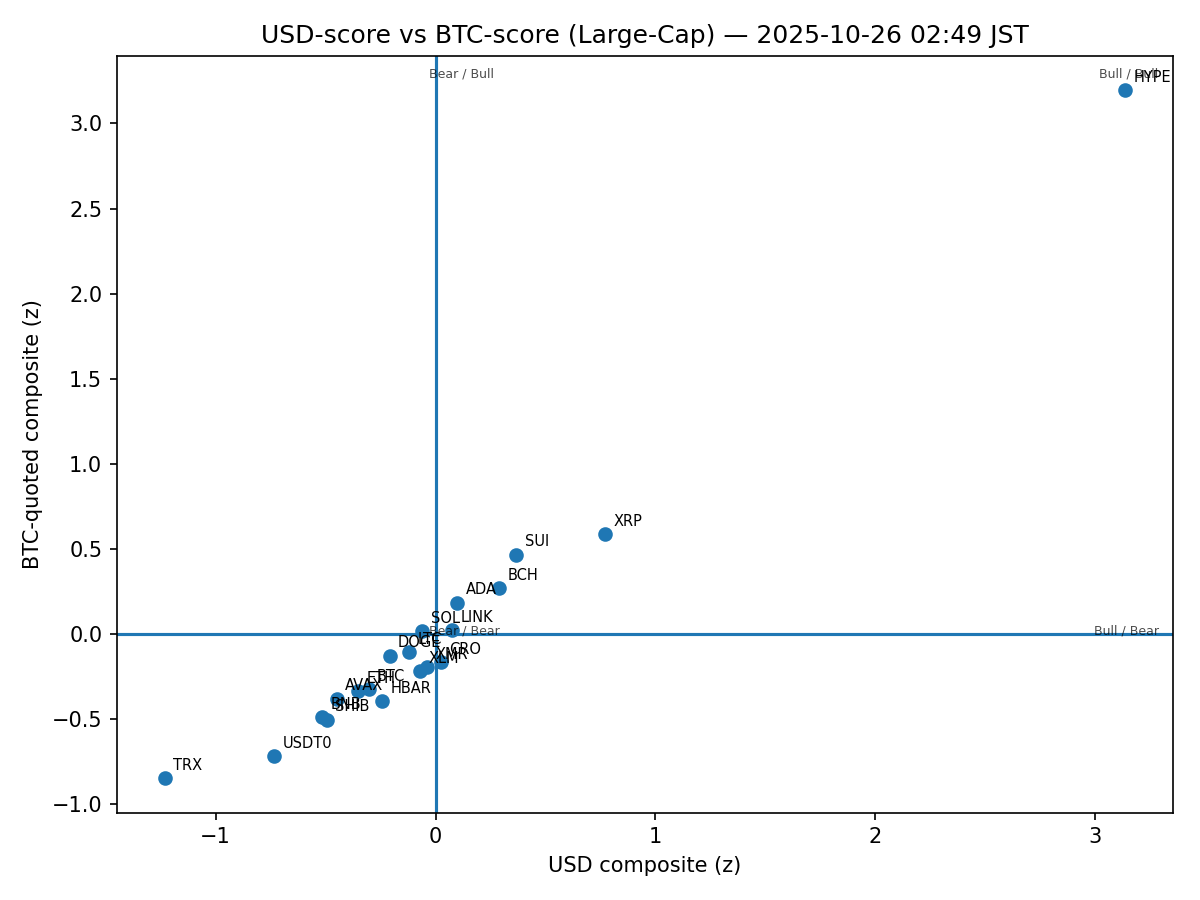 USD-score vs BTC-score (Large-Cap) — 2025-10-26 02:49 JST
Bear / Bull
Bull / Bull
HYPE
3.0
2.5
2.0
1.5
1.0
0.5
0.0
−0.5
−1.0
BTC-quoted composite (z)
XRP
SUI
BCH
ADA
SOL
LINK
Bear / Bear
Bull / Bear
LTC
DOGE
CRO
XMR
XLM
BTC
ETH
AVAX
HBAR
BNB
SHIB
USDT0
TRX
−1
0
1
2
3
USD composite (z)